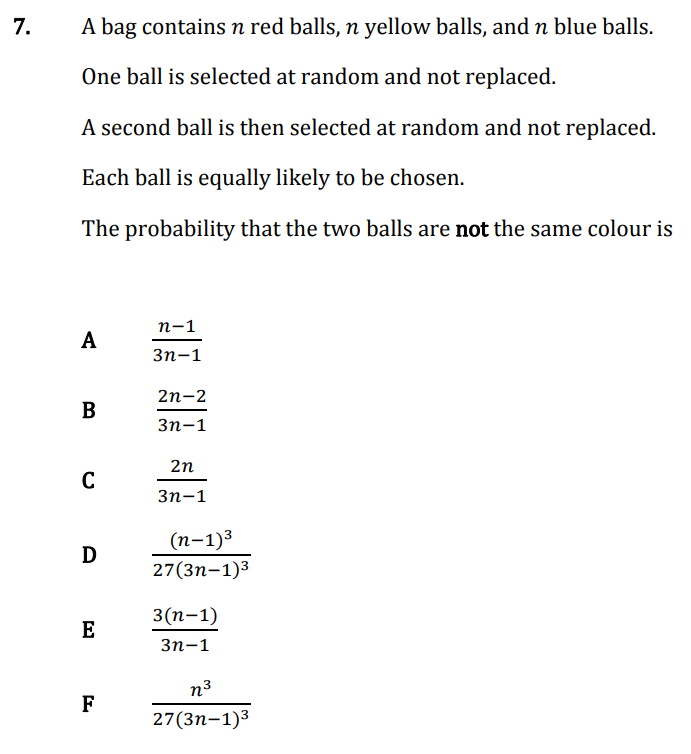 7. A bag contains n red balls, n yellow balls, and n blue balls.
One ball is selected at random and not replaced.
A second ball is then selected at random and not replaced.
Each ball is equally likely to be chosen.
The probability that the two balls are not the same colour is
A \frac{n-1}{3n-1}
B \frac{2n-2}{3n-1}
C \frac{2n}{3n-1}
D \frac{(n-1)^3}{27(3n-1)^3}
E \frac{3(n-1)}{3n-1}
F \frac{n^3}{27(3n-1)^3}